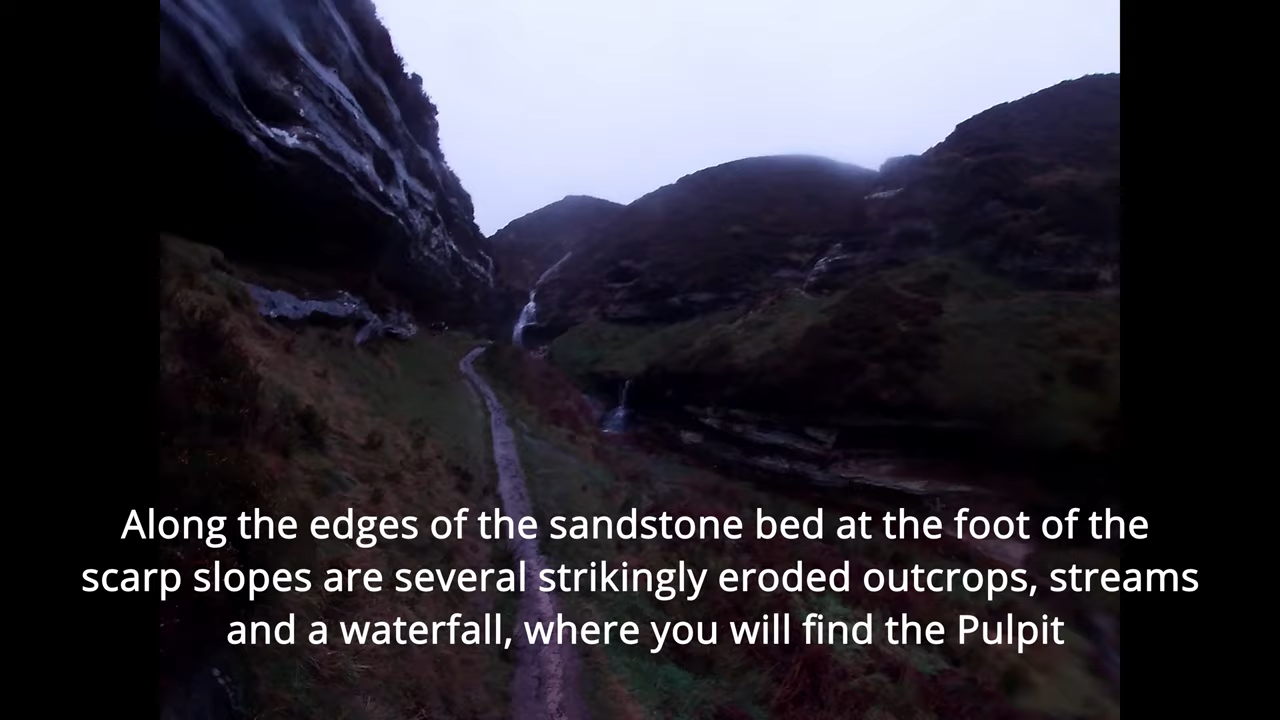 Along the edges of the sandstone bed at the foot of the
scarp slopes are several strikingly eroded outcrops, streams
and a waterfall, where you will find the Pulpit